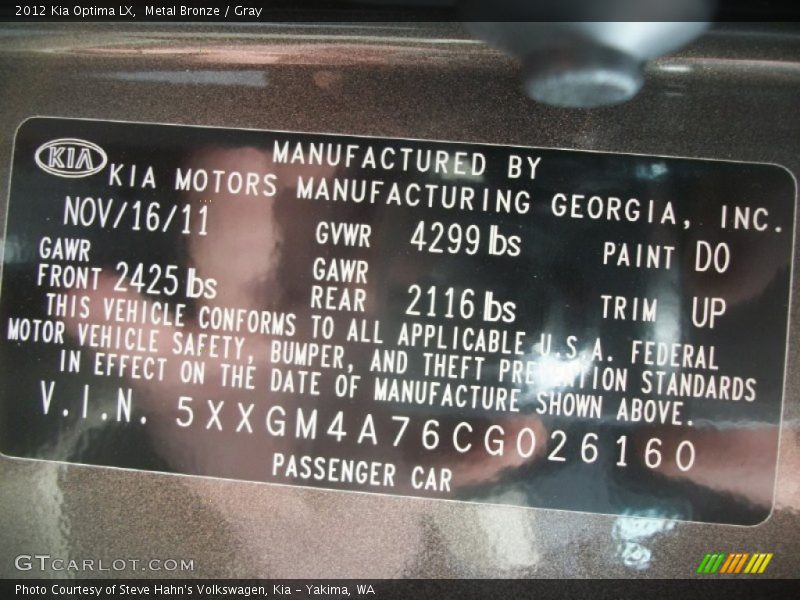 2012 Kia Optima LX, Metal Bronze / Gray
KIA
MANUFACTURED BY
KIA MOTORS MANUFACTURING GEORGIA, INC.
NOV/16/11 GVWR 4299 lbs PAINT D0
GAWR FRONT 2425 lbs GAWR REAR 2116 lbs TRIM UP
THIS VEHICLE CONFORMS TO ALL APPLICABLE U.S.A. FEDERAL
MOTOR VEHICLE SAFETY, BUMPER, AND THEFT PREVENTION STANDARDS
IN EFFECT ON THE DATE OF MANUFACTURE SHOWN ABOVE.
V.I.N. 5XXGM4A76CG026160
PASSENGER CAR
GTCARLOT.COM
Photo Courtesy of Steve Hahn's Volkswagen, Kia - Yakima, WA